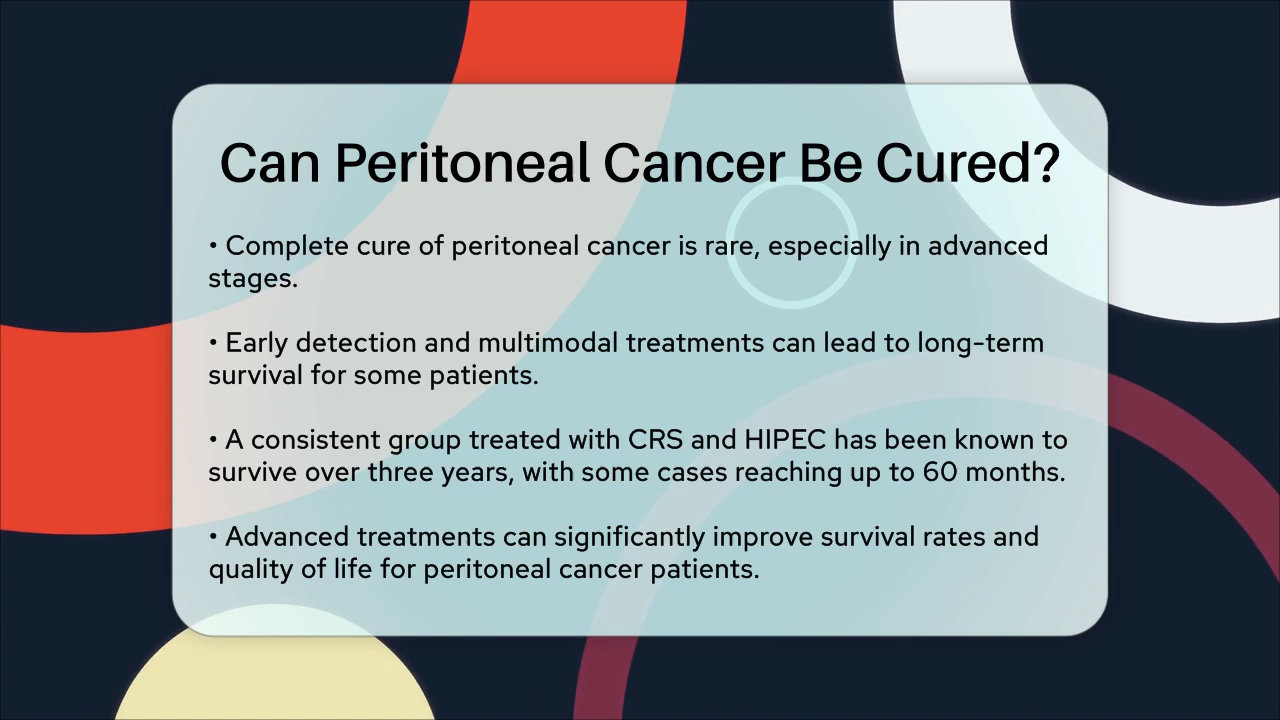 Can Peritoneal Cancer Be Cured?
• Complete cure of peritoneal cancer is rare, especially in advanced
stages.
• Early detection and multimodal treatments can lead to long-term
survival for some patients.
• A consistent group treated with CRS and HIPEC has been known to
survive over three years, with some cases reaching up to 60 months.
• Advanced treatments can significantly improve survival rates and
quality of life for peritoneal cancer patients.